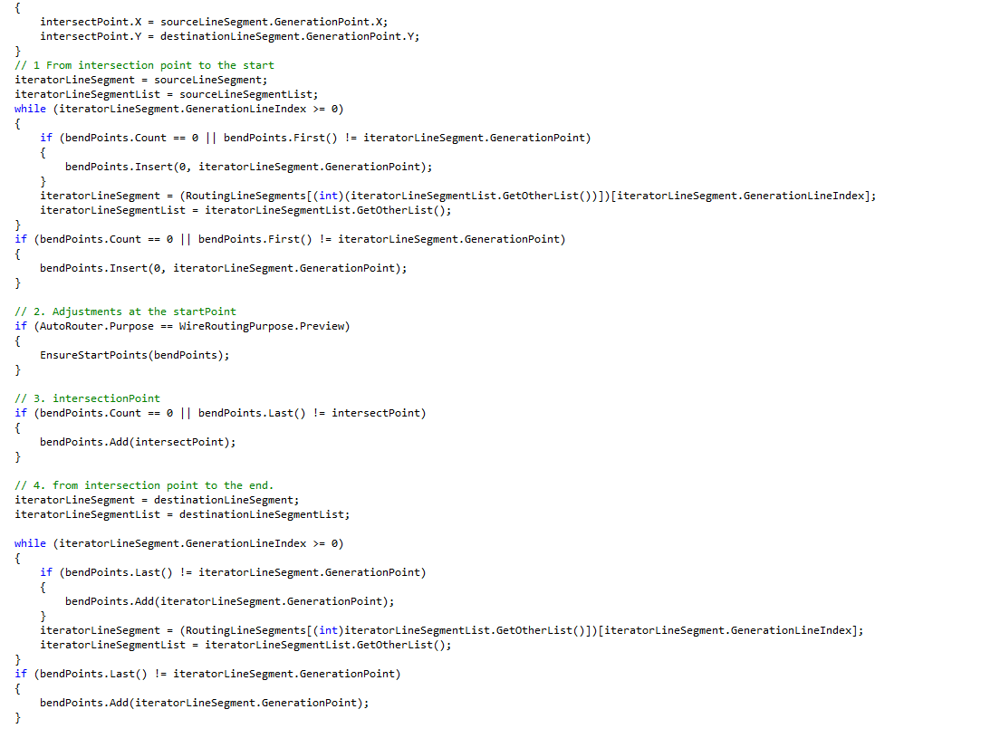 {
    intersectPoint.X = sourceLineSegment.GenerationPoint.X;
    intersectPoint.Y = destinationLineSegment.GenerationPoint.Y;
}
// 1 From intersection point to the start
iteratorLineSegment = sourceLineSegment;
iteratorLineSegmentList = sourceLineSegmentList;
while (iteratorLineSegment.GenerationLineIndex >= 0)
{
    if (bendPoints.Count == 0 || bendPoints.First() != iteratorLineSegment.GenerationPoint)
    {
        bendPoints.Insert(0, iteratorLineSegment.GenerationPoint);
    }
    iteratorLineSegment = (RoutingLineSegments[(int)(iteratorLineSegmentList.GetOtherList())])[iteratorLineSegment.GenerationLineIndex];
    iteratorLineSegmentList = iteratorLineSegmentList.GetOtherList();
}
if (bendPoints.Count == 0 || bendPoints.First() != iteratorLineSegment.GenerationPoint)
{
    bendPoints.Insert(0, iteratorLineSegment.GenerationPoint);
}

// 2. Adjustments at the startPoint
if (AutoRouter.Purpose == WireRoutingPurpose.Preview)
{
    EnsureStartPoints(bendPoints);
}

// 3. intersectionPoint
if (bendPoints.Count == 0 || bendPoints.Last() != intersectPoint)
{
    bendPoints.Add(intersectPoint);
}

// 4. from intersection point to the end.
iteratorLineSegment = destinationLineSegment;
iteratorLineSegmentList = destinationLineSegmentList;

while (iteratorLineSegment.GenerationLineIndex >= 0)
{
    if (bendPoints.Last() != iteratorLineSegment.GenerationPoint)
    {
        bendPoints.Add(iteratorLineSegment.GenerationPoint);
    }
    iteratorLineSegment = (RoutingLineSegments[(int)iteratorLineSegmentList.GetOtherList()])[iteratorLineSegment.GenerationLineIndex];
    iteratorLineSegmentList = iteratorLineSegmentList.GetOtherList();
}
if (bendPoints.Last() != iteratorLineSegment.GenerationPoint)
{
    bendPoints.Add(iteratorLineSegment.GenerationPoint);
}